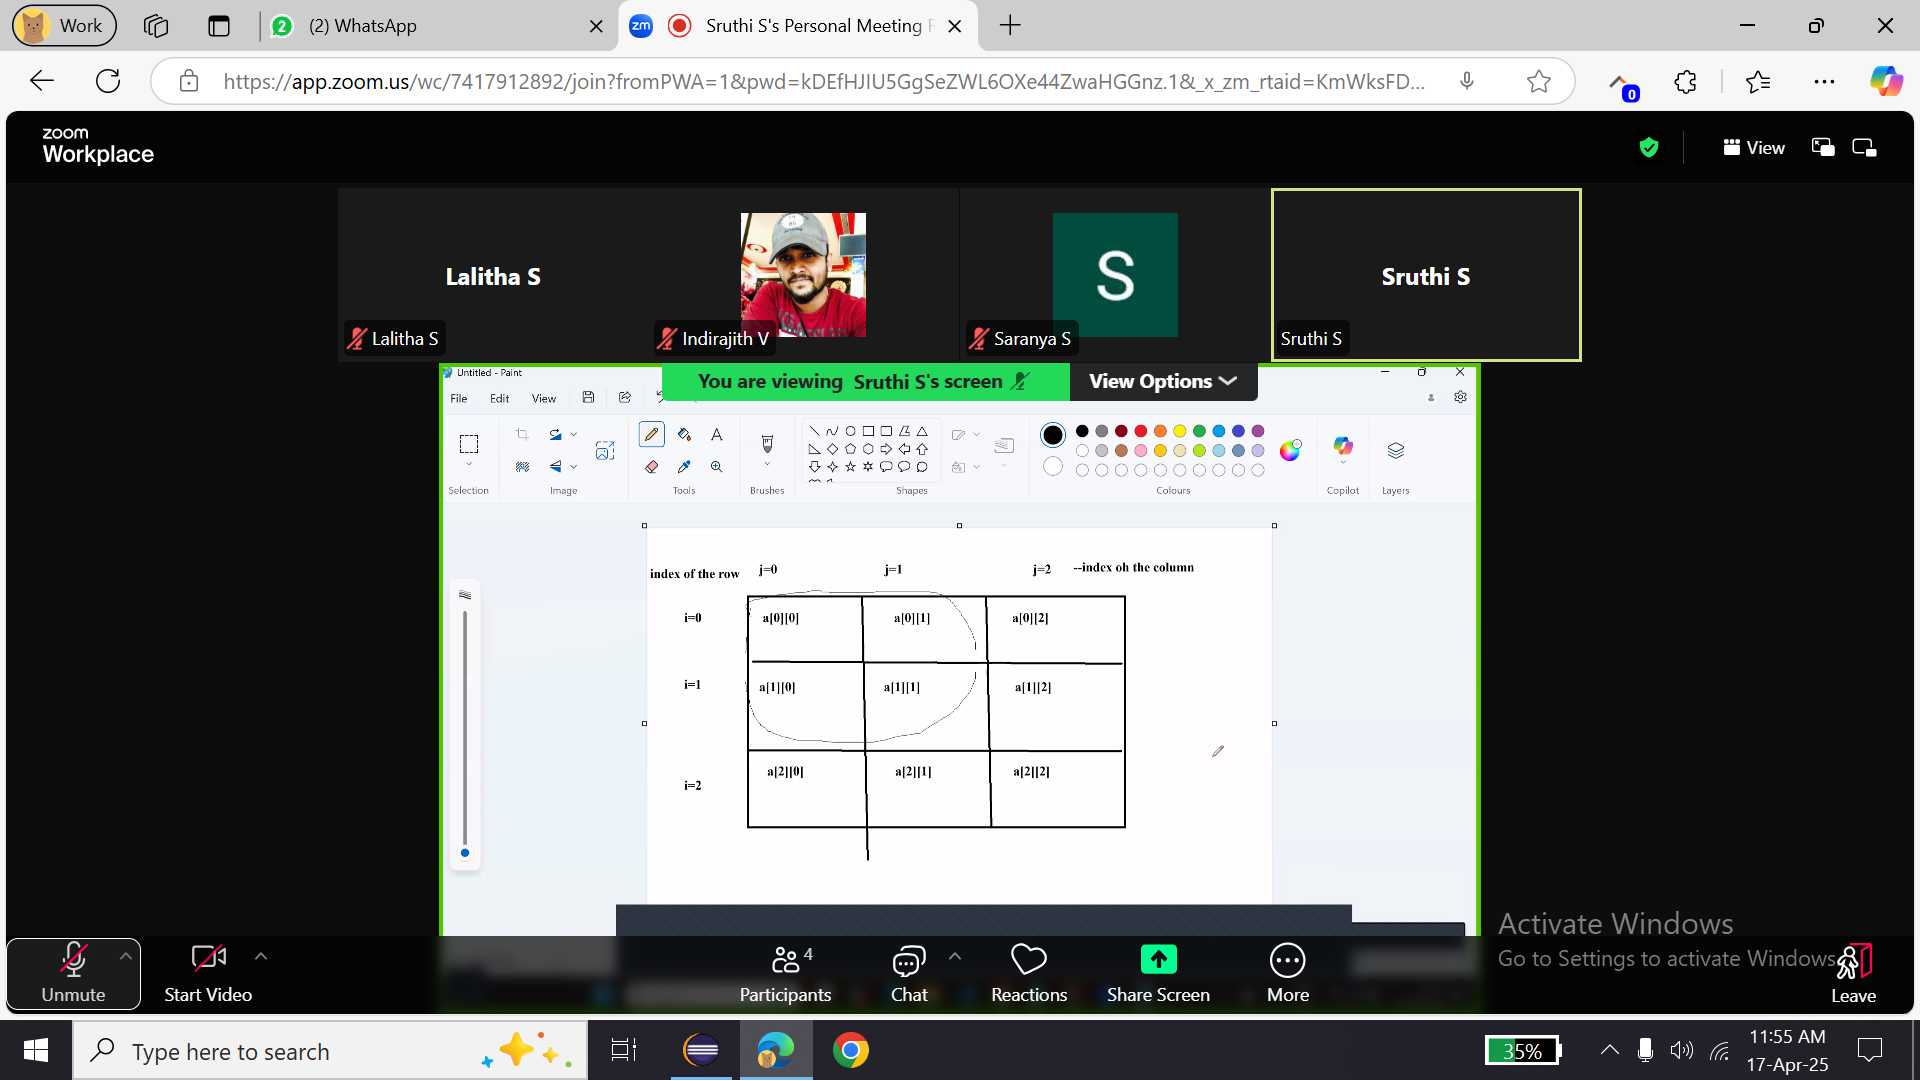 Work
(2) WhatsApp
zm
Sruthi S's Personal Meeting
https://app.zoom.us/wc/7417912892/join?fromPWA=1&pwd=kDEfHJIU5GgSeZWL6OXe44ZwaHGGnz.1&_x_zm_rtaid=KmWksFD...
0
zoom
Workplace
View
Lalitha S
S
Sruthi S
Lalitha S
Indirajith V
Saranya S
Sruthi S
Untitled - Paint
You are viewing Sruthi S's screen
View Options
File
Edit
View
A
Selection
Image
Tools
Brushes
Shapes
Colours
Copilot
Layers
index of the row
j=0
j=1
j=2
--index oh the column
i=0
a[0][0]
a[0][1]
a[0][2]
i=1
a[1][0]
a[1][1]
a[1][2]
i=2
a[2][0]
a[2][1]
a[2][2]
Activate Windows
Go to Settings to activate Windows.
Unmute
Start Video
4
Participants
Chat
Reactions
Share Screen
More
Leave
Type here to search
35%
11:55 AM
17-Apr-25